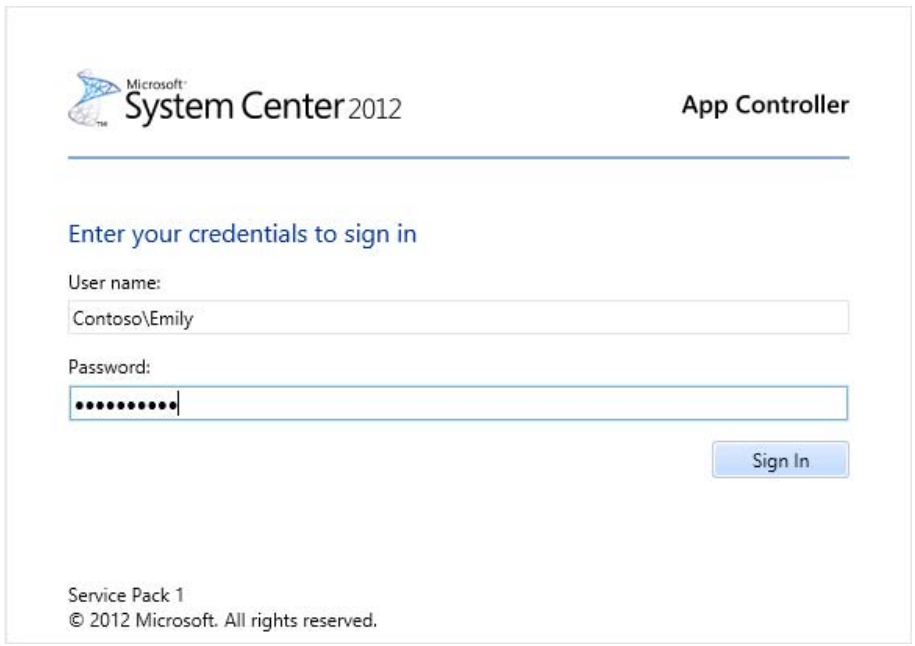 Microsoft®
System Center 2012 ™
App Controller
Enter your credentials to sign in
User name:
Contoso\Emily
Password:
••••••••••
Sign In
Service Pack 1
© 2012 Microsoft. All rights reserved.